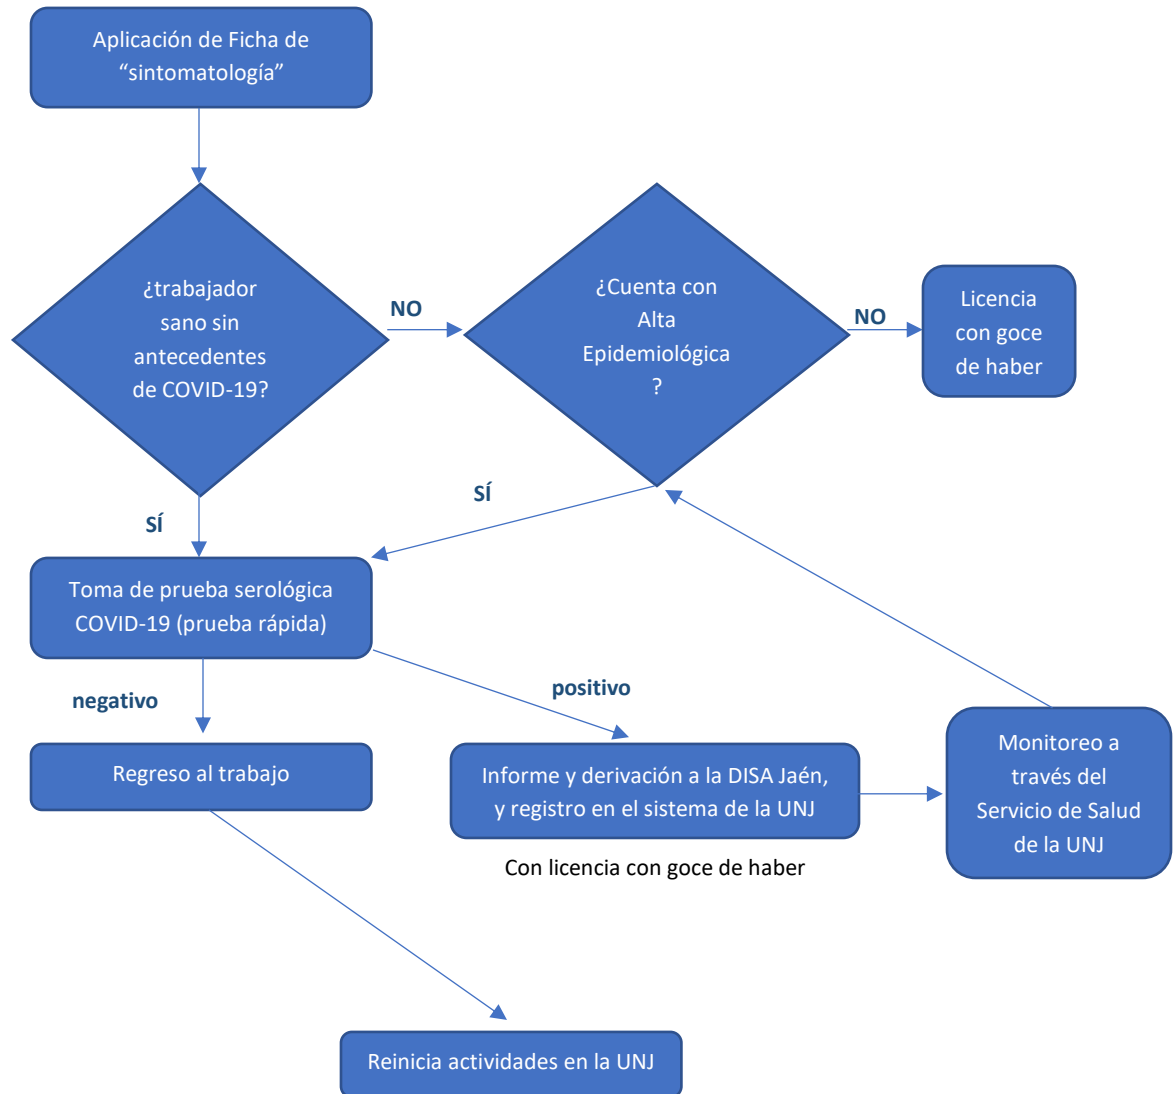 Aplicación de Ficha de
“sintomatología”
¿trabajador
sano sin
antecedentes
de COVID-19?
NO
¿Cuenta con
Alta
Epidemiológica
?
NO
Licencia
con goce
de haber
SÍ
SÍ
Toma de prueba serológica
COVID-19 (prueba rápida)
negativo
positivo
Regreso al trabajo
Informe y derivación a la DISA Jaén,
y registro en el sistema de la UNJ
Con licencia con goce de haber
Monitoreo a
través del
Servicio de Salud
de la UNJ
Reinicia actividades en la UNJ